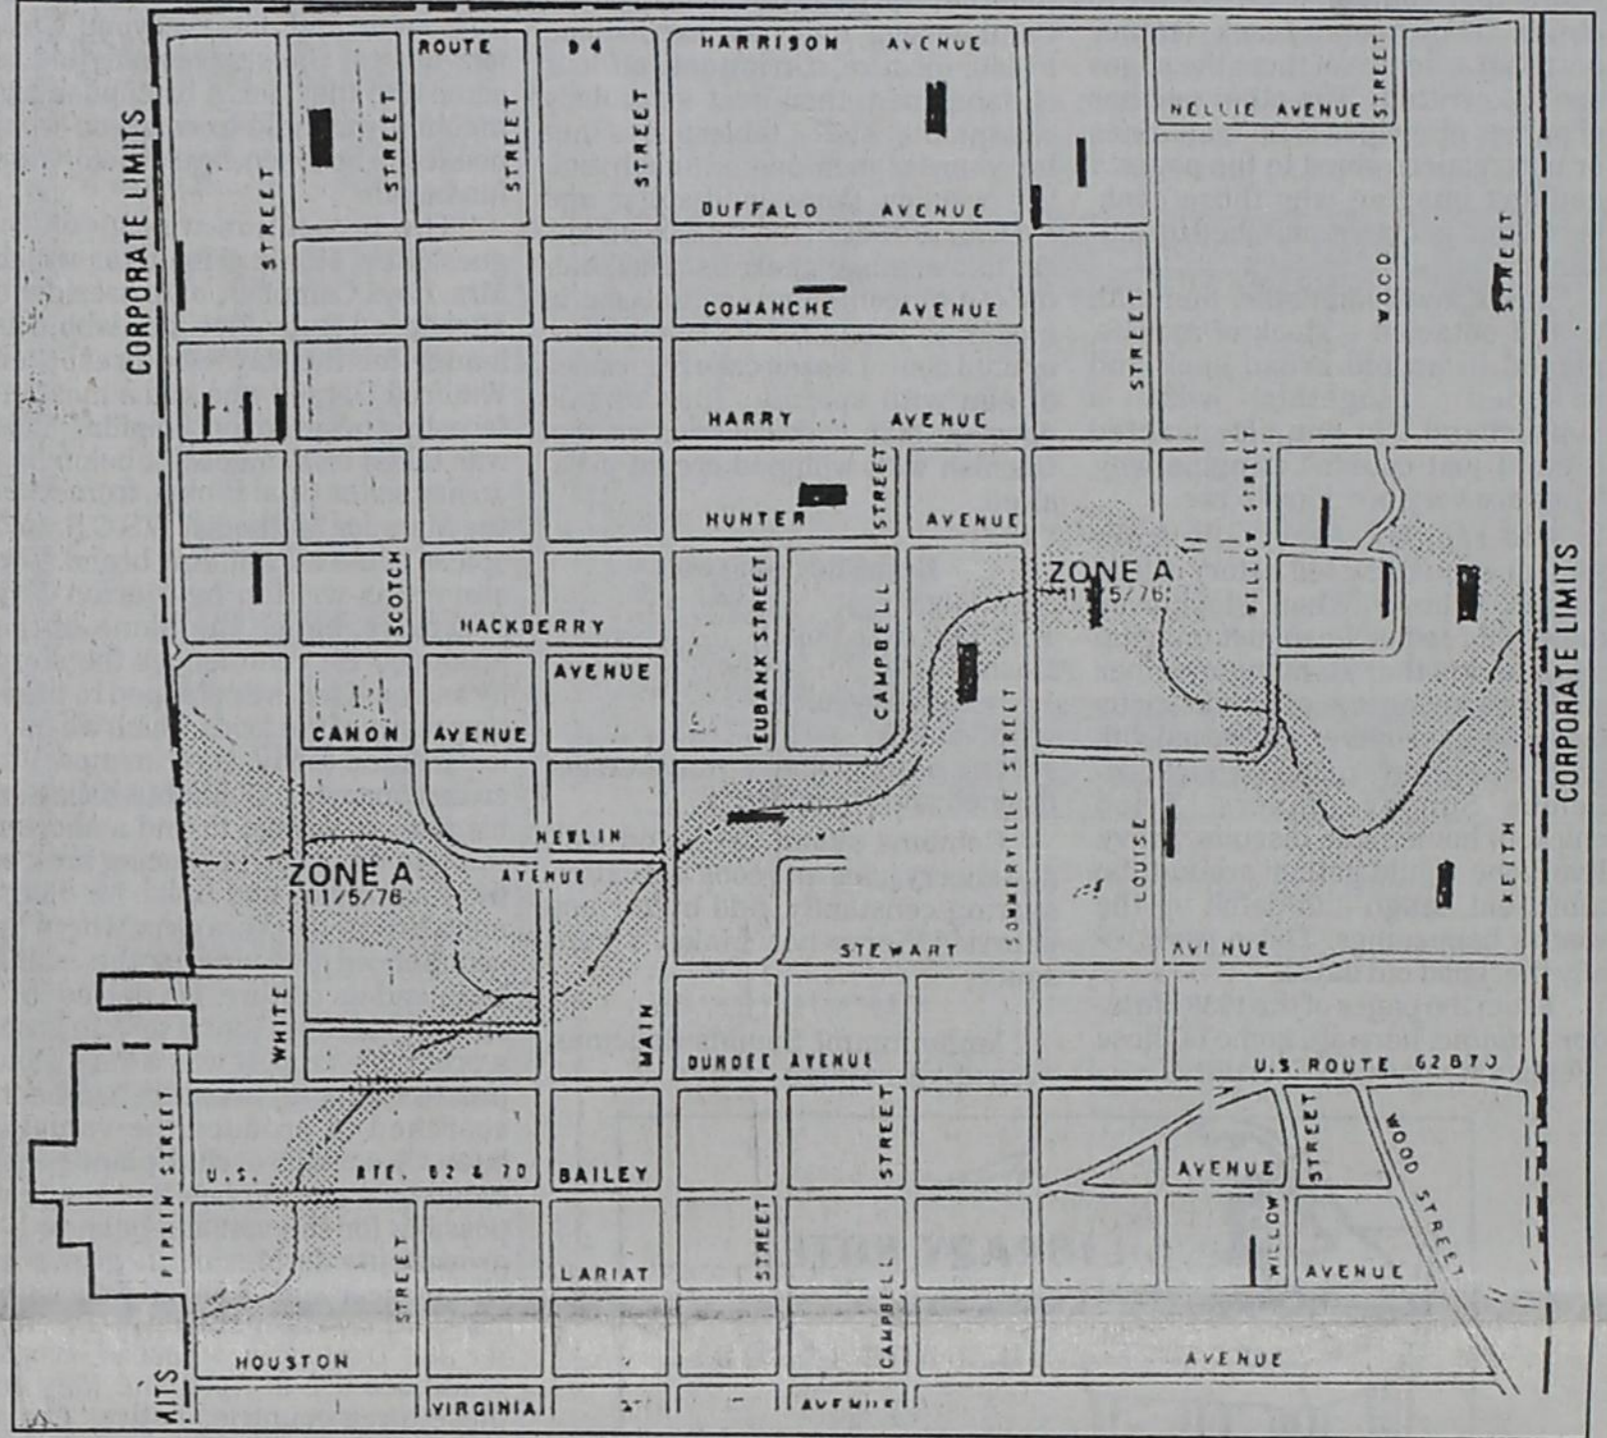 ROUTE 94 HARRISON AVENUE
NELLIE AVENUE
STREET
CORPORATE LIMITS
STREET
STREET
STREET
STREET
BUFFALO AVENUE
STREET
WOOD
STREET
COMANCHE AVENUE
HARRY AVENUE
STREET
WILLOW STREET
HUNTER AVENUE
SCOTCH
EUBANK STREET
CAMPBELL
ZONE A
11/5/76
CORPORATE LIMITS
HACKBERRY
AVENUE
SOMMERVILLE STREET
CANON AVENUE
NEWLIN
AVENUE
LOUISE
KEITH
ZONE A
11/5/76
STEWART AVENUE
WHITE
MAIN
DUNDEE AVENUE
U.S. ROUTE 62 & 70
PIPKIN STREET
STREET
STREET
WOOD STREET
U.S. RTE. 62 & 70 BAILEY
AVENUE
STREET
STREET
CAMPBELL
WILLOW
LARIAT
AVENUE
HOUSTON
AVENUE
VIRGINIA
AVENUE